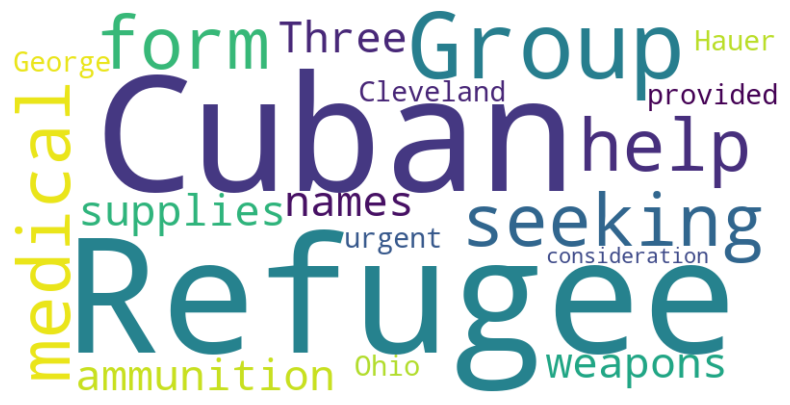 form
Three
Group
Hauer
George
Cuban
Cleveland
provided
medical
help
supplies
names
seeking
urgent
consideration
Refugee
ammunition
Ohio
weapons